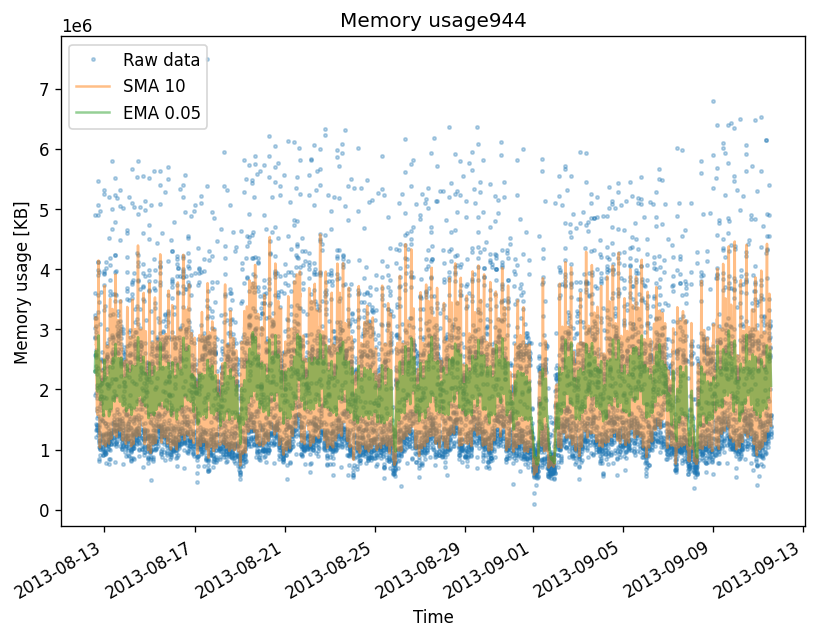 Memory usage944
1e6
Raw data
SMA 10
EMA 0.05
7
6
5
4
3
2
1
0
Memory usage [KB]
2013-08-13
2013-08-17
2013-08-21
2013-08-25
2013-08-29
2013-09-01
2013-09-05
2013-09-09
2013-09-13
Time